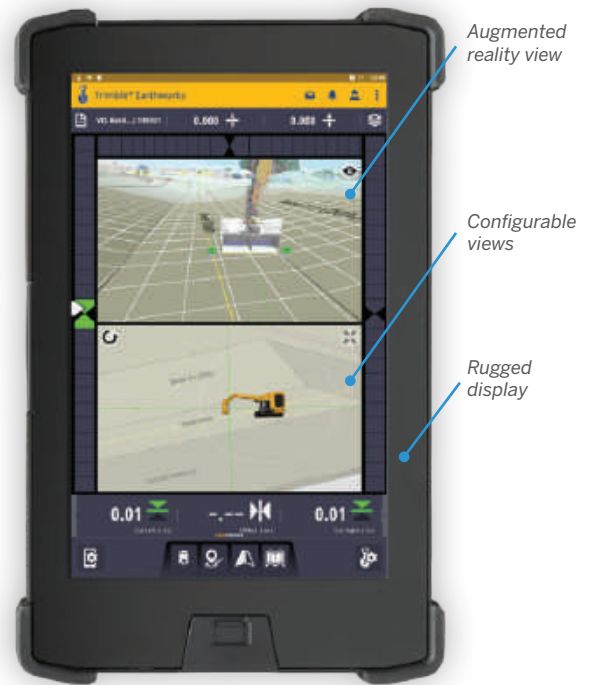 Augmented
reality view
Trimble® Earthworks
0.000
3.000
Configurable
views
Rugged
display
0.01
-.--
0.01